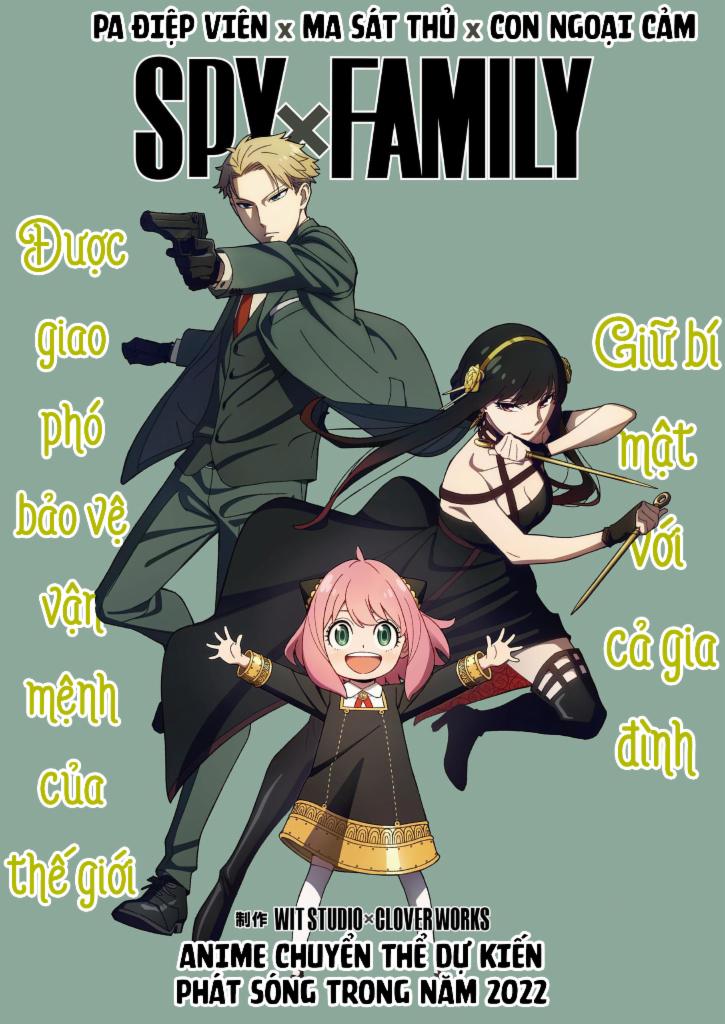 PA ĐIỆP VIÊN x MA SÁT THỦ x CON NGOẠI CẢM
SPY×FAMILY
Được
giao
phó
bảo vệ
vận
mệnh
của
thế giới
Giữ bí
mật
với
cả gia
đình
制作 WIT STUDIO×CLOVERWORKS
ANIME CHUYỂN THỂ DỰ KIẾN
PHÁT SÓNG TRONG NĂM 2022